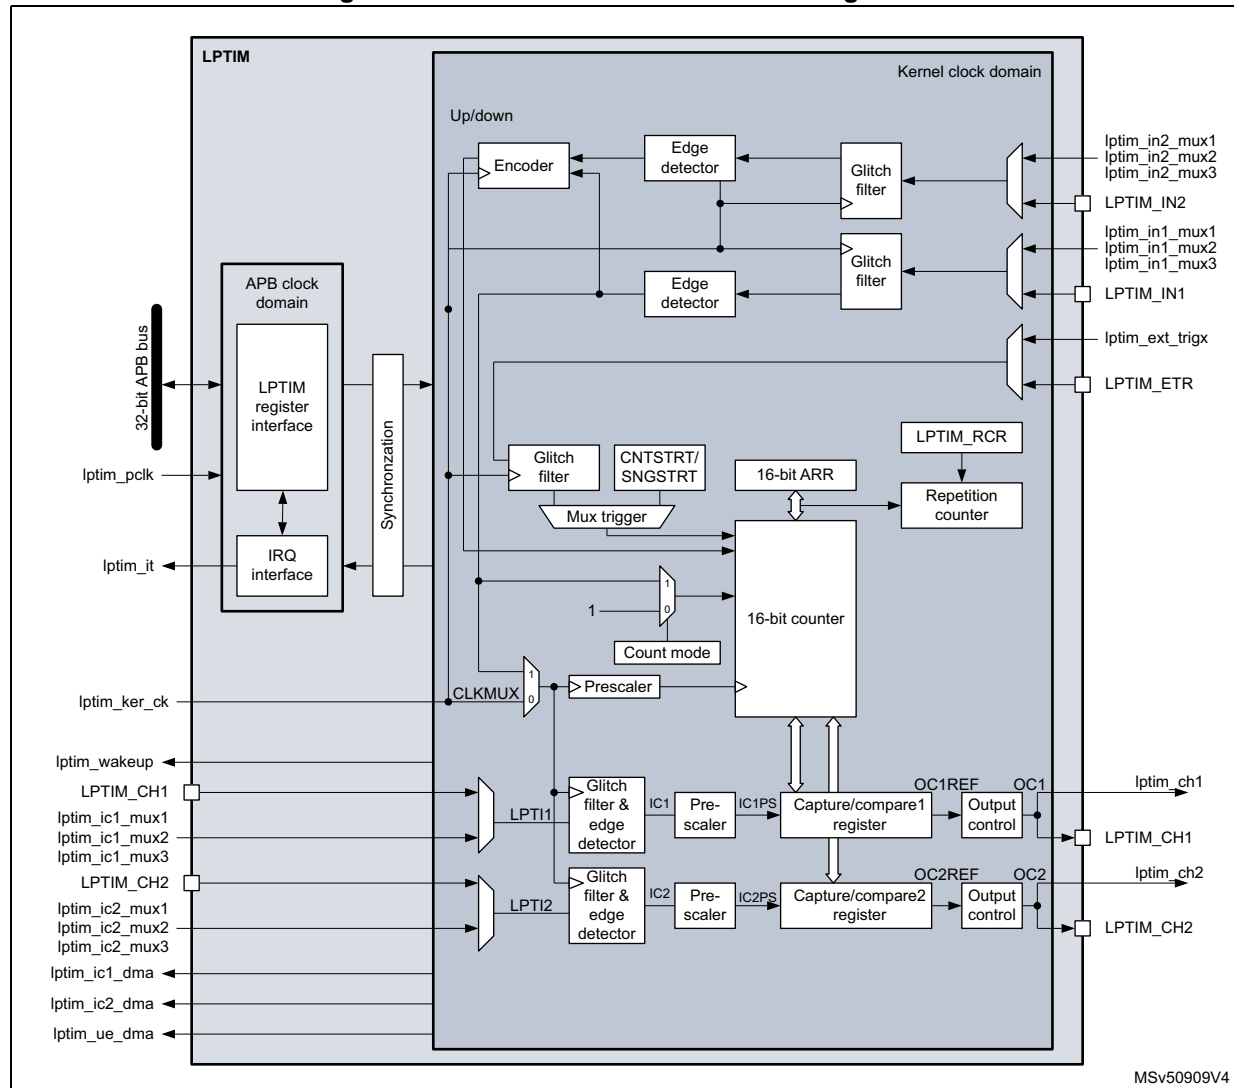 LPTIM
Kernel clock domain
Up/down
Encoder
Edge
detector
Glitch
filter
lptim_in2_mux1
lptim_in2_mux2
lptim_in2_mux3
LPTIM_IN2
Edge
detector
Glitch
filter
lptim_in1_mux1
lptim_in1_mux2
lptim_in1_mux3
LPTIM_IN1
lptim_ext_trigx
LPTIM_ETR
APB clock
domain
32-bit APB bus
LPTIM
register
interface
Synchronzation
lptim_pclk
IRQ
interface
lptim_it
Glitch
filter
CNTSTRT/
SNGSTRT
Mux trigger
16-bit ARR
LPTIM_RCR
Repetition
counter
1
0
1
Count mode
16-bit counter
lptim_ker_ck
CLKMUX
1
0
Prescaler
lptim_wakeup
LPTIM_CH1
lptim_ic1_mux1
lptim_ic1_mux2
lptim_ic1_mux3
LPTI1
Glitch
filter &
edge
detector
IC1
Pre-
scaler
IC1PS
Capture/compare1
register
OC1REF
Output
control
OC1
lptim_ch1
LPTIM_CH1
LPTIM_CH2
lptim_ic2_mux1
lptim_ic2_mux2
lptim_ic2_mux3
LPTI2
Glitch
filter &
edge
detector
IC2
Pre-
scaler
IC2PS
Capture/compare2
register
OC2REF
Output
control
OC2
lptim_ch2
LPTIM_CH2
lptim_ic1_dma
lptim_ic2_dma
lptim_ue_dma
MSv50909V4